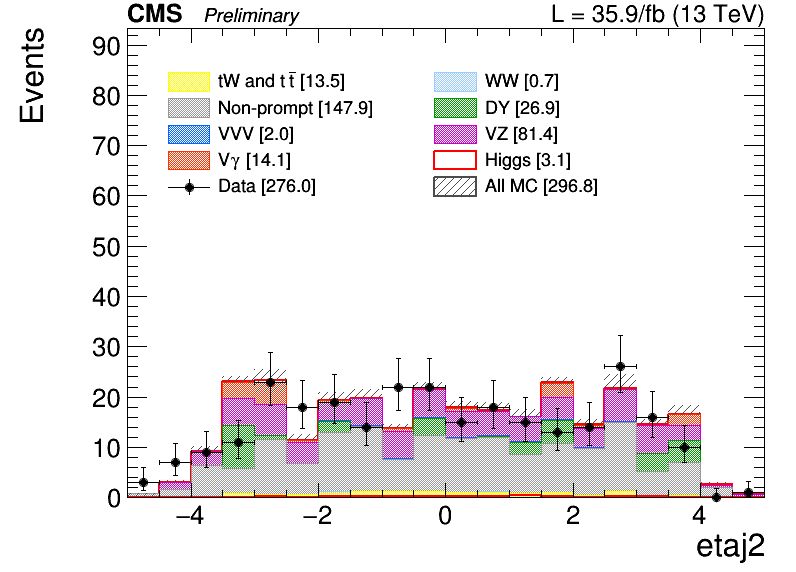 CMS Preliminary L = 35.9/fb (13 TeV)
Events
90
80
70
60
50
40
30
20
10
0
tW and t t̄ [13.5]
WW [0.7]
Non-prompt [147.9]
DY [26.9]
VVV [2.0]
VZ [81.4]
Vγ [14.1]
Higgs [3.1]
Data [276.0]
All MC [296.8]
−4 −2 0 2 4
etaj2